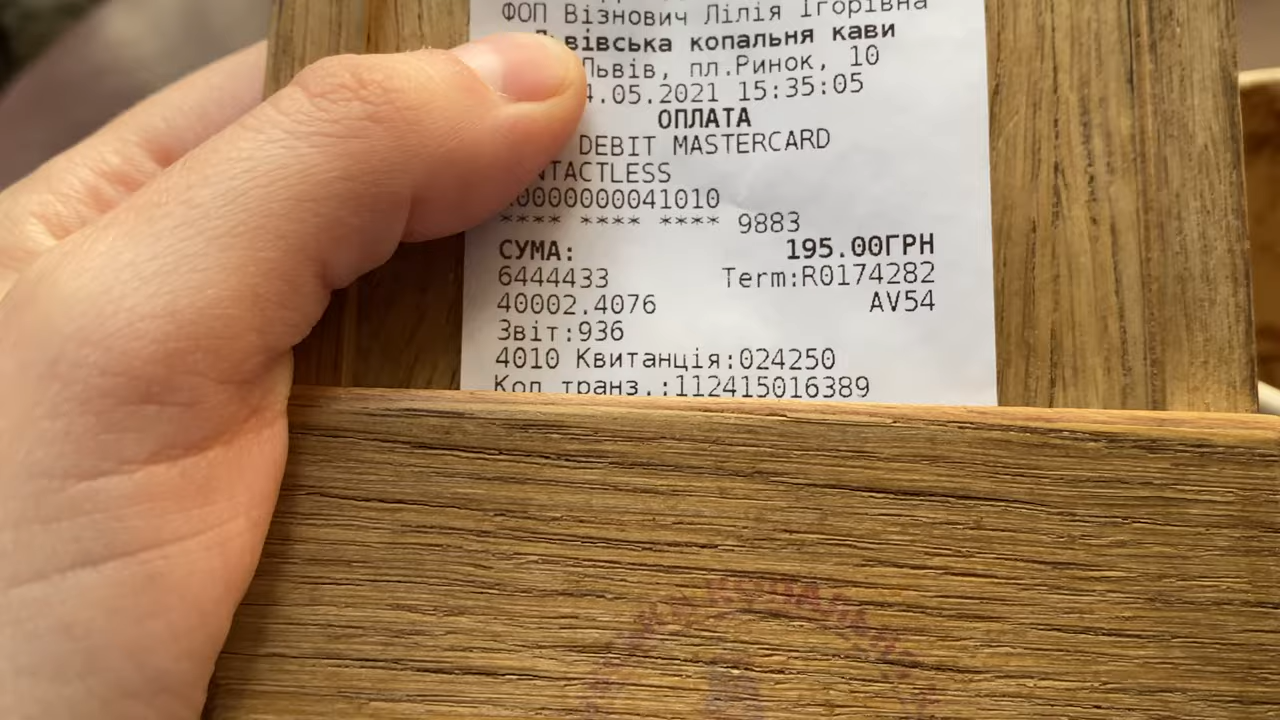 ФОП Візнович Лілія Ігорівна
Львівська копальня кави
Львів, пл.Ринок, 10
4.05.2021 15:35:05
ОПЛАТА
DEBIT MASTERCARD
NTACTLESS
0000000041010
**** **** **** 9883
СУМА: 195.00ГРН
6444433 Term:R0174282
40002.4076 AV54
Звіт:936
4010 Квитанція:024250
Код транз.:112415016389